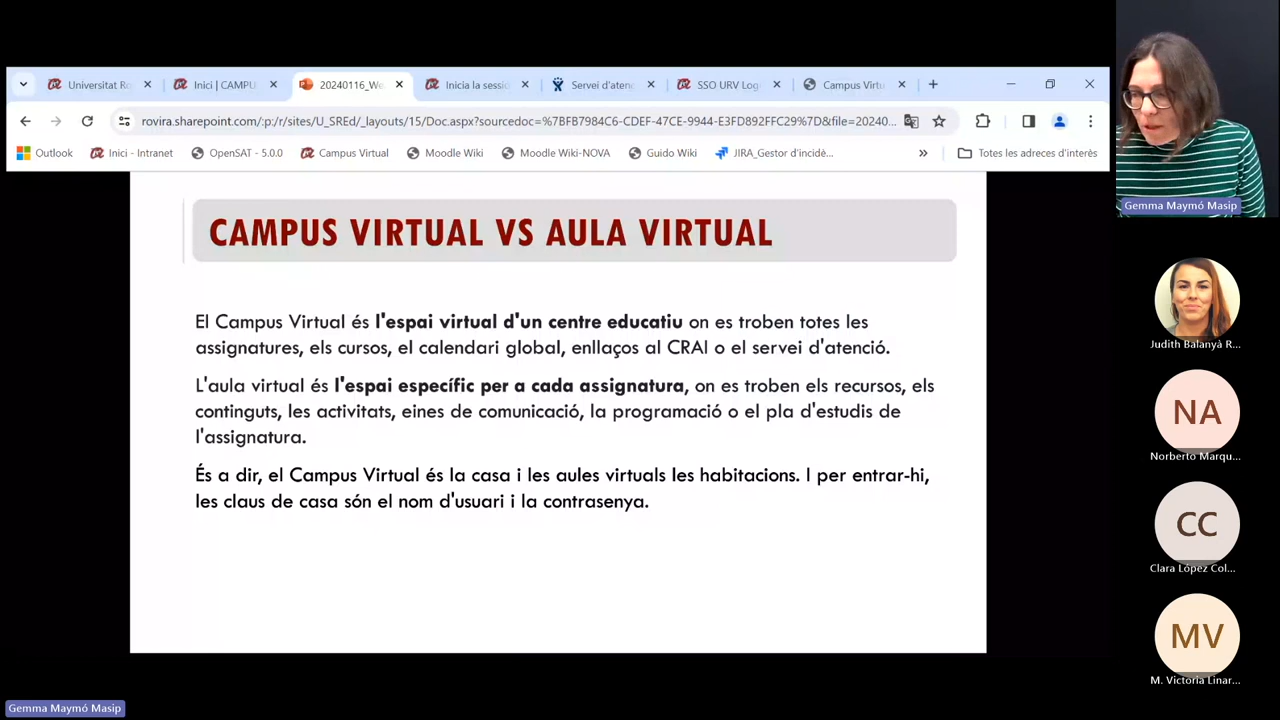 Universitat Ro
Inici | CAMPU
20240116_We
Inicia la sessió
Servei d'atenc
SSO URV Log
Campus Virtu
rovira.sharepoint.com/:p:/r/sites/U_SREd/_layouts/15/Doc.aspx?sourcedoc=%7BFB7984C6-CDEF-47CE-9944-E3FD892FFC29%7D&file=20240...
Outlook
Inici - Intranet
OpenSAT - 5.0.0
Campus Virtual
Moodle Wiki
Moodle Wiki-NOVA
Guido Wiki
JIRA_Gestor d'incidè...
Totes les adreces d'interès
CAMPUS VIRTUAL VS AULA VIRTUAL
El Campus Virtual és l'espai virtual d'un centre educatiu on es troben totes les
assignatures, els cursos, el calendari global, enllaços al CRAI o el servei d'atenció.
L'aula virtual és l'espai específic per a cada assignatura, on es troben els recursos, els
continguts, les activitats, eines de comunicació, la programació o el pla d'estudis de
l'assignatura.
És a dir, el Campus Virtual és la casa i les aules virtuals les habitacions. I per entrar-hi,
les claus de casa són el nom d'usuari i la contrasenya.
Gemma Maymó Masip
Judith Balanyà R...
NA
Norberto Marqu...
CC
Clara López Col...
MV
M. Victoria Linar...
Gemma Maymó Masip